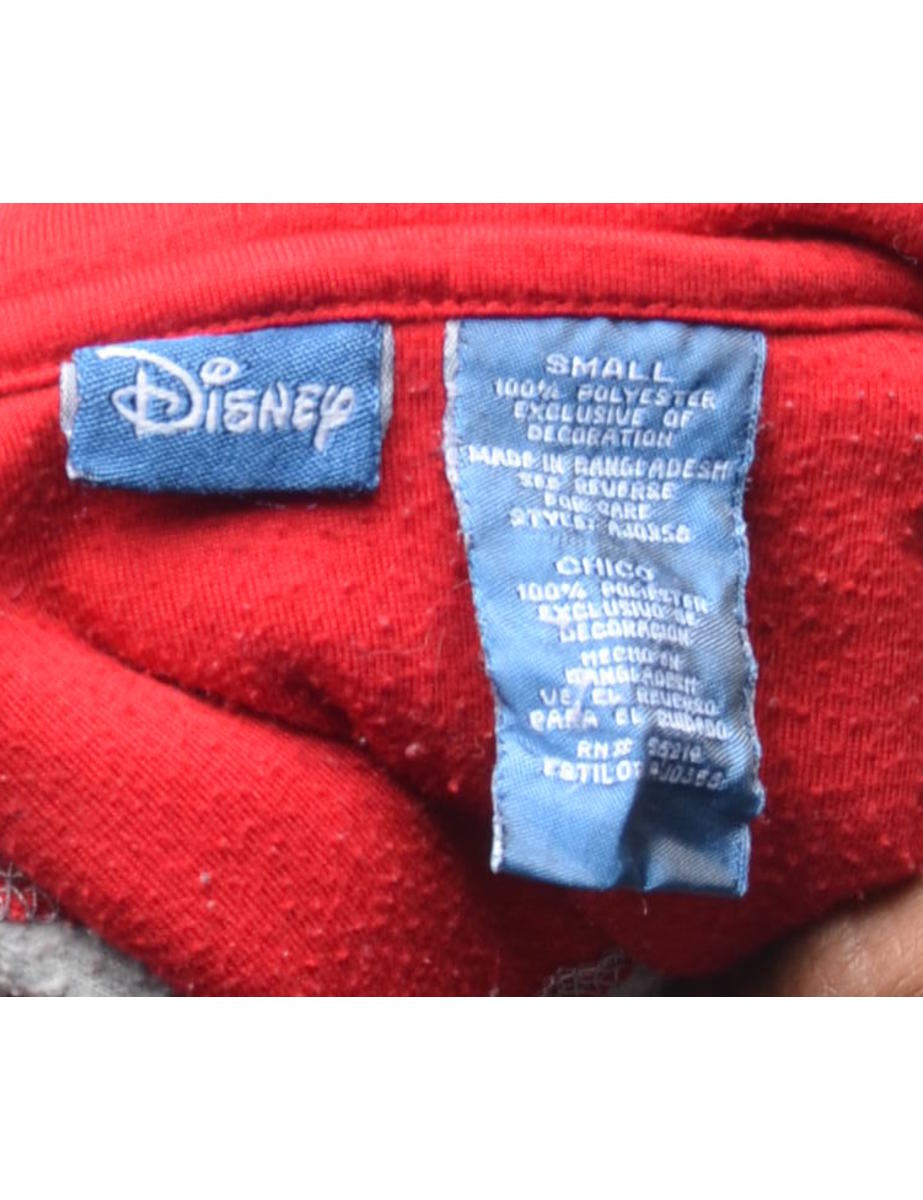 Disney
SMALL
100% POLYESTER
EXCLUSIVE OF
DECORATION
MADE IN BANGLADESH
SEE REVERSE
FOR CARE
STYLE:
CHICO
100% POLIESTER
EXCLUSIVO DE
DECORACION
HECHO EN
BANGLADESH
VE EL REVERSO
PARA EL CUIDADO
RN#
ESTILO: